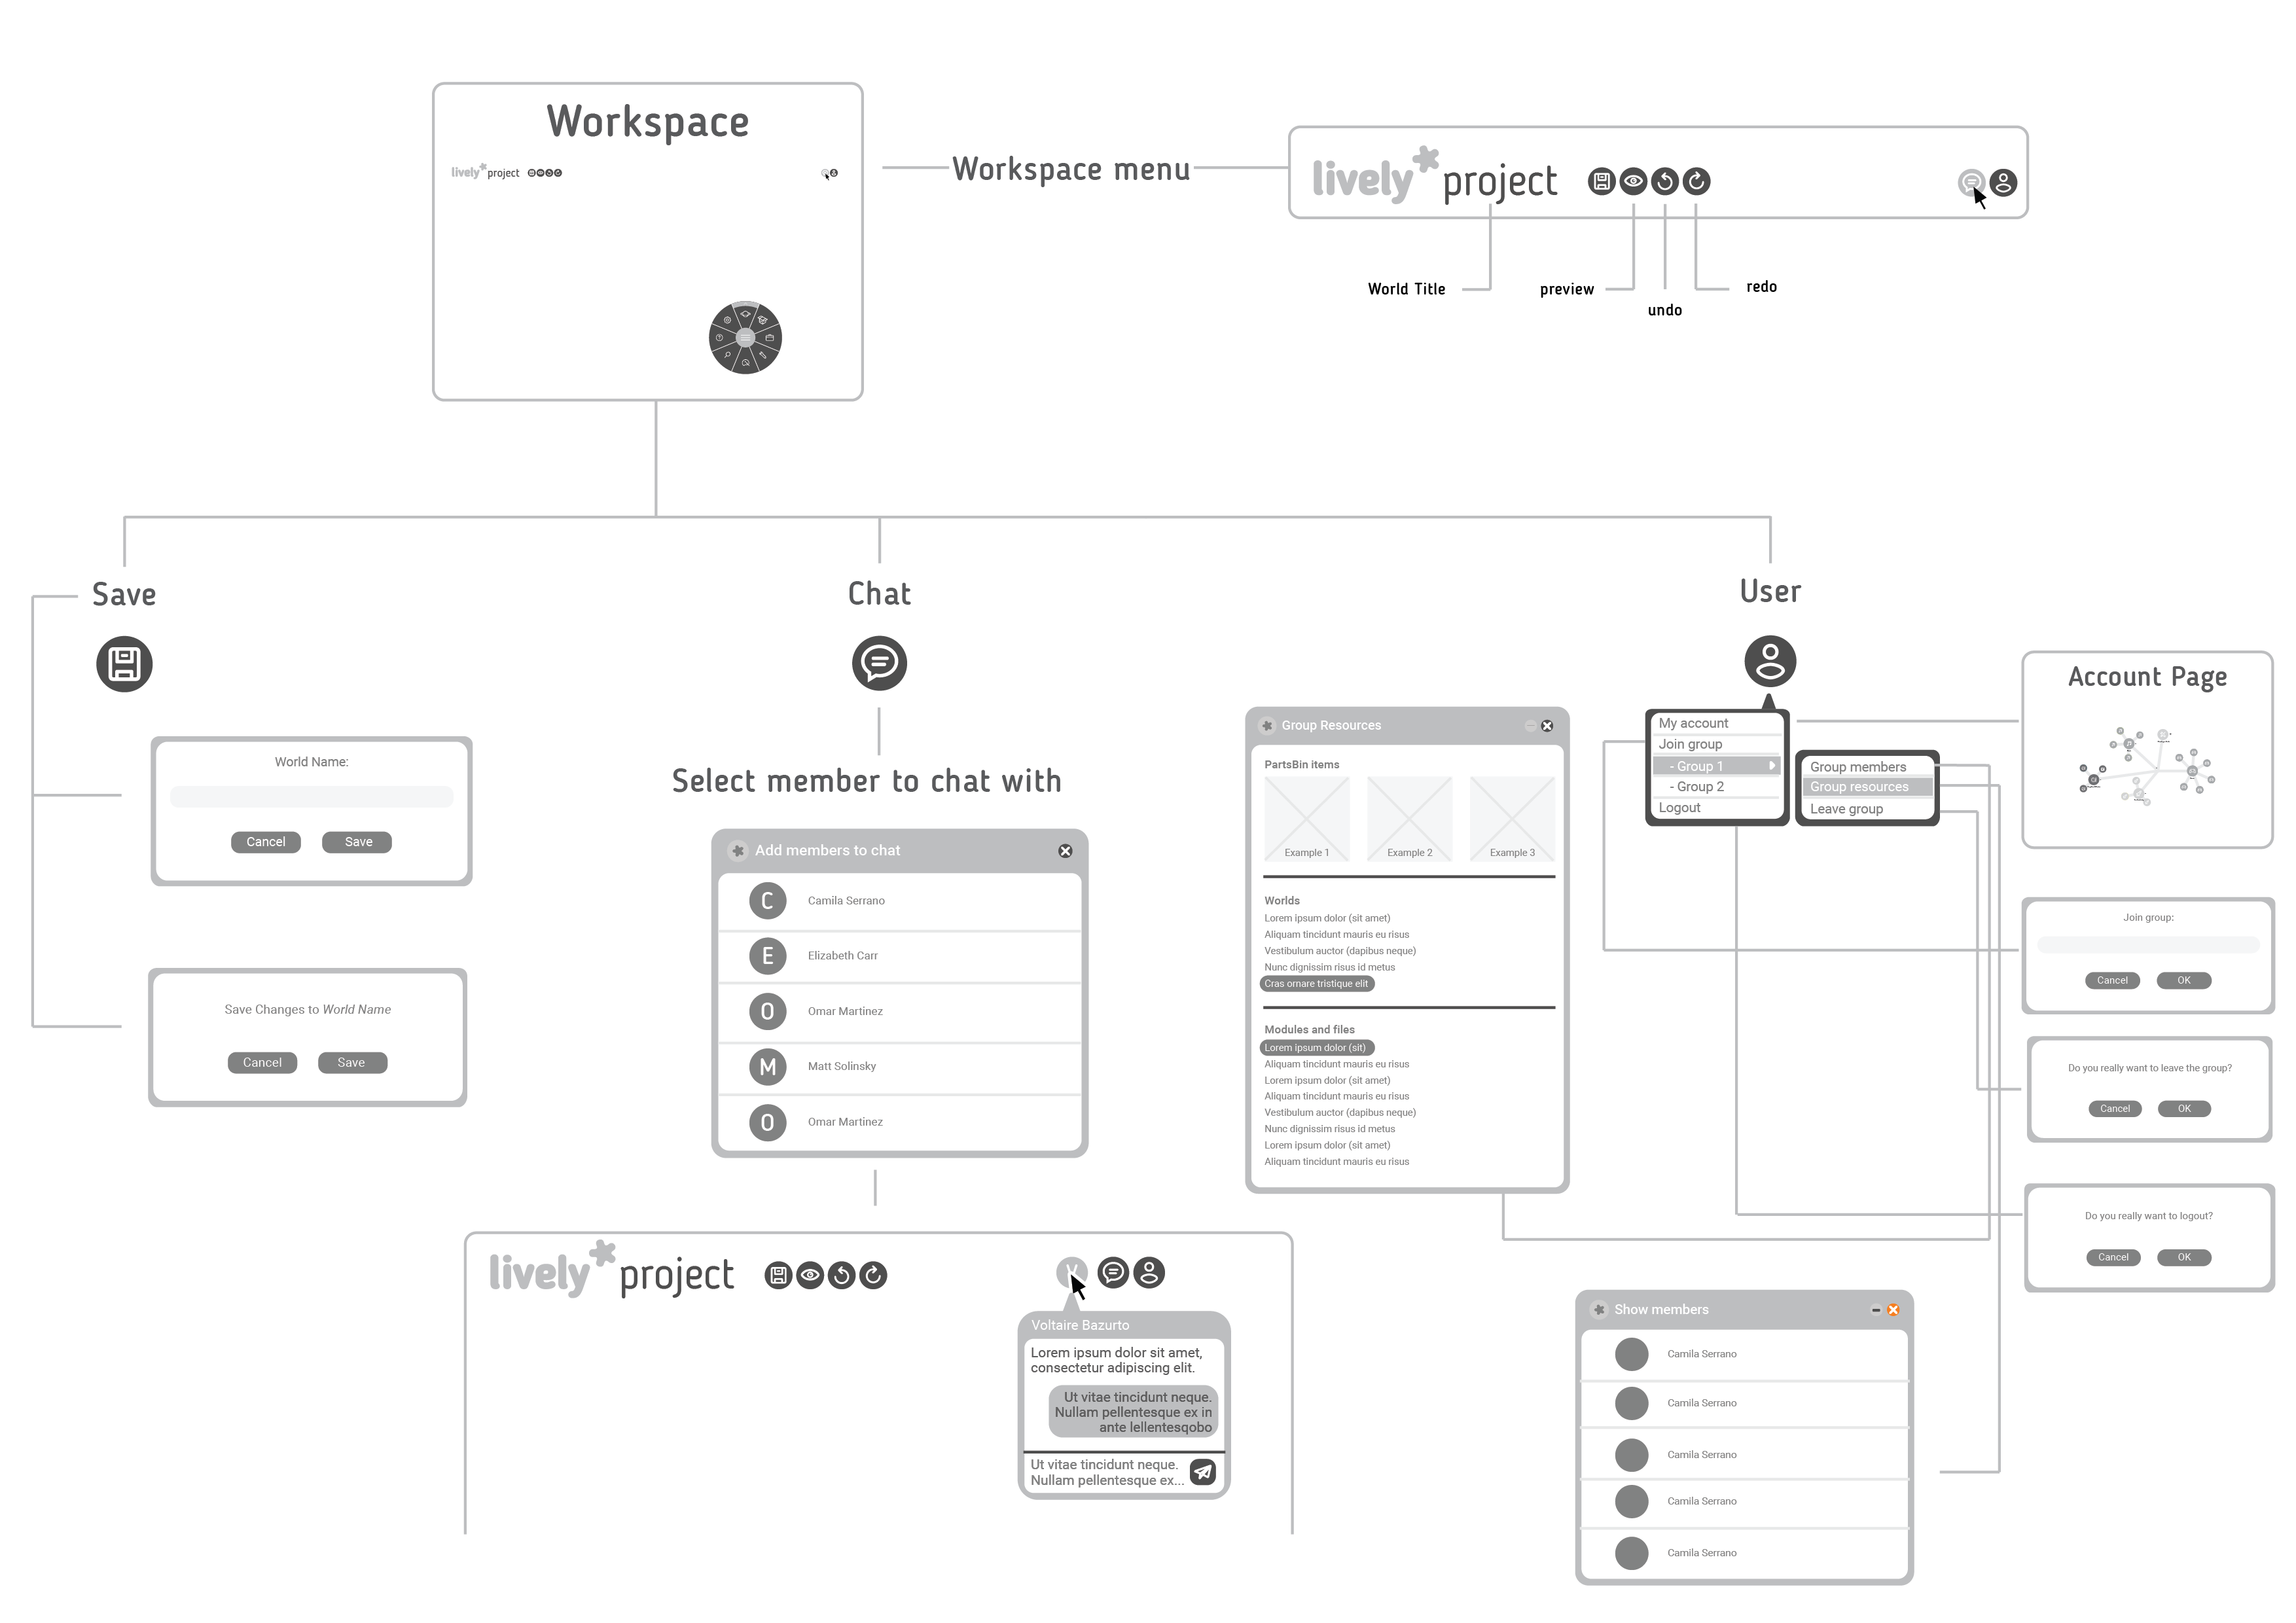 Workspace
lively project
Workspace menu
lively project
World Title
preview
undo
redo
Save
Chat
User
World Name:
Cancel
Save
Save Changes to World Name
Cancel
Save
Select member to chat with
Add members to chat
C
Camila Serrano
E
Elizabeth Carr
O
Omar Martinez
M
Matt Solinsky
O
Omar Martinez
lively project
V
Voltaire Bazurto
Lorem ipsum dolor sit amet,
consectetur adipiscing elit.
Ut vitae tincidunt neque.
Nullam pellentesque ex in
ante lellentesqobo
Ut vitae tincidunt neque.
Nullam pellentesque ex...
Group Resources
PartsBin items
Example 1
Example 2
Example 3
Worlds
Lorem ipsum dolor (sit amet)
Aliquam tincidunt mauris eu risus
Vestibulum auctor (dapibus neque)
Nunc dignissim risus id metus
Cras ornare tristique elit
Modules and files
Lorem ipsum dolor (sit)
Aliquam tincidunt mauris eu risus
Lorem ipsum dolor (sit amet)
Aliquam tincidunt mauris eu risus
Vestibulum auctor (dapibus neque)
Nunc dignissim risus id metus
Lorem ipsum dolor (sit amet)
Aliquam tincidunt mauris eu risus
My account
Join group
- Group 1
- Group 2
Logout
Group members
Group resources
Leave group
Account Page
Join group:
Cancel
OK
Do you really want to leave the group?
Cancel
OK
Do you really want to logout?
Cancel
OK
Show members
Camila Serrano
Camila Serrano
Camila Serrano
Camila Serrano
Camila Serrano